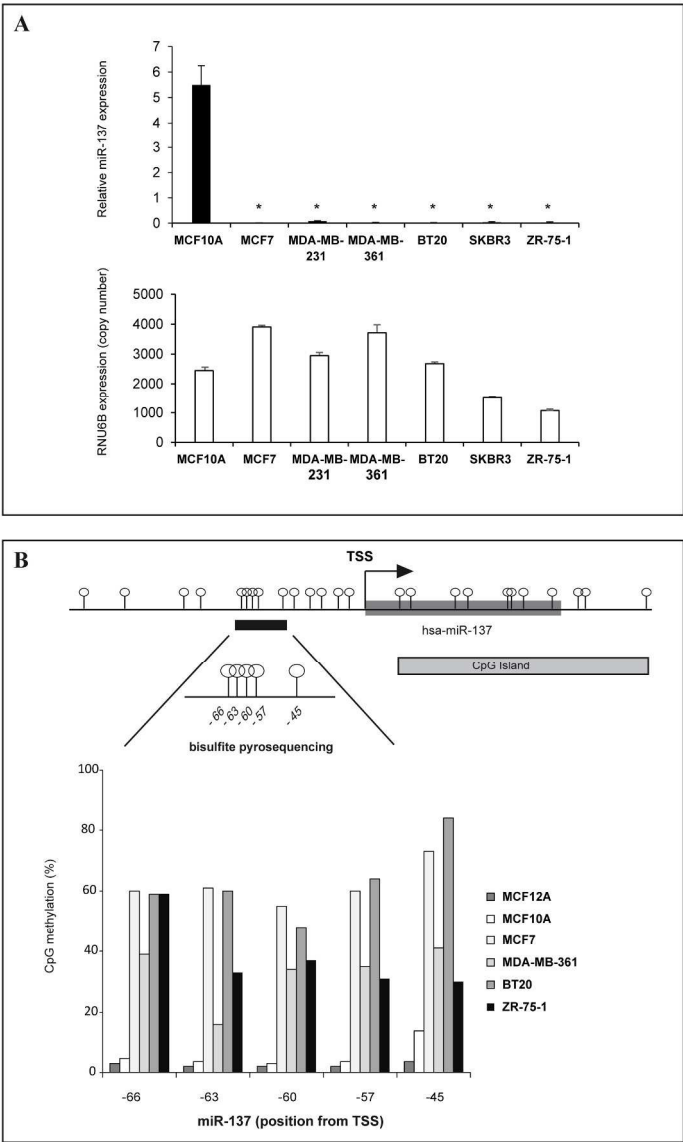 A
Relative miR-137 expression
7
6
5
4
3
2
1
0
* * * * * *
MCF10A MCF7 MDA-MB-231 MDA-MB-361 BT20 SKBR3 ZR-75-1
RNU6B expression (copy number)
5000
4000
3000
2000
1000
0
MCF10A MCF7 MDA-MB-231 MDA-MB-361 BT20 SKBR3 ZR-75-1
B
TSS
hsa-miR-137
CpG Island
-66 -63 -60 -57 -45
bisulfite pyrosequencing
CpG methylation (%)
100
80
60
40
20
0
MCF12A
MCF10A
MCF7
MDA-MB-361
BT20
ZR-75-1
-66 -63 -60 -57 -45
miR-137 (position from TSS)